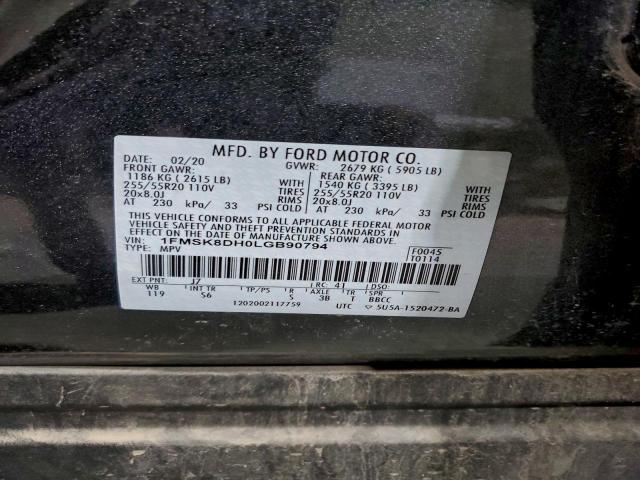 MFD. BY FORD MOTOR CO.
DATE: 02/20 GVWR: 2679 KG ( 5905 LB)
FRONT GAWR: REAR GAWR:
1186 KG ( 2615 LB) WITH 1540 KG ( 3395 LB) WITH
255/55R20 110V TIRES 255/55R20 110V TIRES
20x8.0J RIMS 20x8.0J RIMS
AT 230 kPa/ 33 PSI COLD AT 230 kPa/ 33 PSI COLD
THIS VEHICLE CONFORMS TO ALL APPLICABLE FEDERAL MOTOR
VEHICLE SAFETY AND THEFT PREVENTION STANDARDS IN
EFFECT ON THE DATE OF MANUFACTURE SHOWN ABOVE.
VIN: 1FMSK8DH0LGB90794 F0045
TYPE: MPV T0114
EXT PNT: J7 RC: 41 DSO:
WB INT TR TP/PS R AXLE TR SPR
119 S6 S 3B T BBCC
1202002117759 UTC 5U5A-1520472-BA